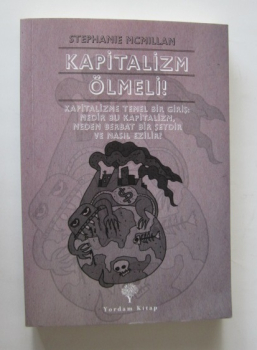 STEPHANIE MCMILLAN
KAPİTALİZM
ÖLMELİ!
KAPİTALİZME TEMEL BİR GİRİŞ:
NEDİR BU KAPİTALİZM,
NEDEN BERBAT BİR ŞEYDİR
VE NASIL EZİLİR!
Yordam Kitap